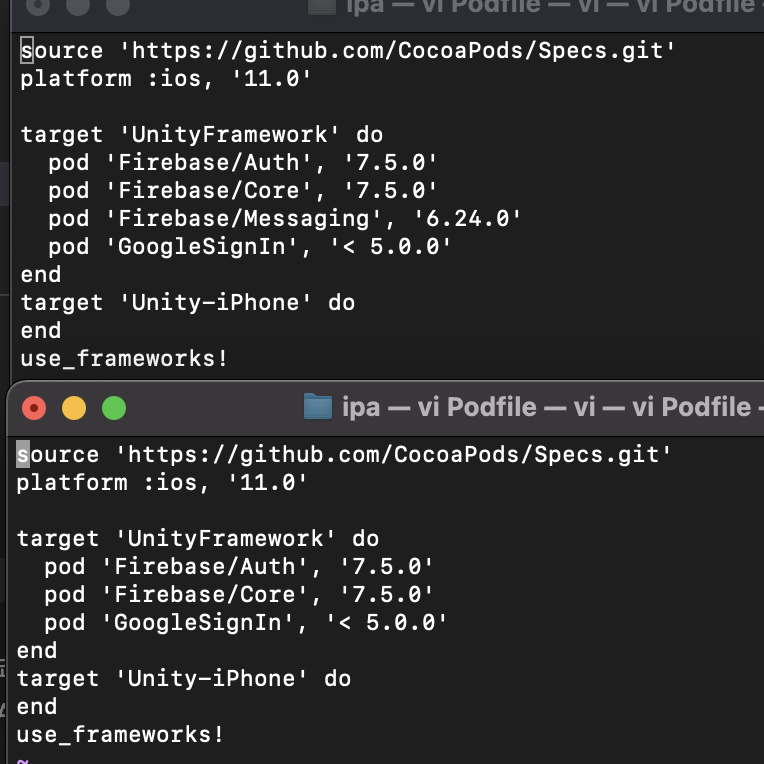 ipa — vi Podfile — vi — vi Podfile
source 'https://github.com/CocoaPods/Specs.git'
platform :ios, '11.0'
target 'UnityFramework' do
pod 'Firebase/Auth', '7.5.0'
pod 'Firebase/Core', '7.5.0'
pod 'Firebase/Messaging', '6.24.0'
pod 'GoogleSignIn', '< 5.0.0'
end
target 'Unity-iPhone' do
end
use_frameworks!
ipa — vi Podfile — vi — vi Podfile -
source 'https://github.com/CocoaPods/Specs.git'
platform :ios, '11.0'
target 'UnityFramework' do
pod 'Firebase/Auth', '7.5.0'
pod 'Firebase/Core', '7.5.0'
pod 'GoogleSignIn', '< 5.0.0'
end
target 'Unity-iPhone' do
end
use_frameworks!
~